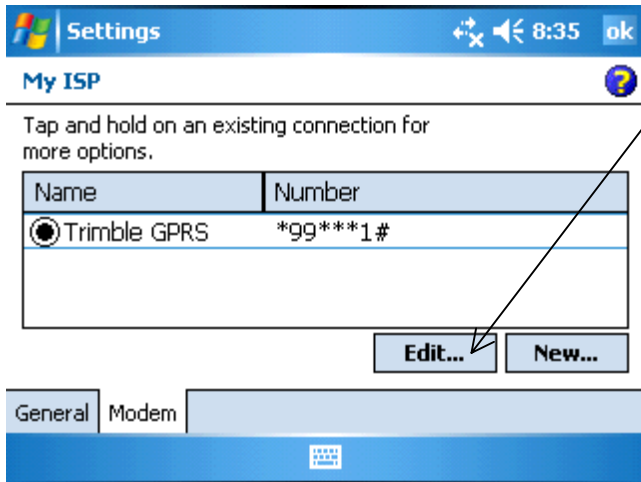 Settings 8:35 ok
My ISP
Tap and hold on an existing connection for
more options.
Name Number
Trimble GPRS *99***1#
Edit... New...
General Modem